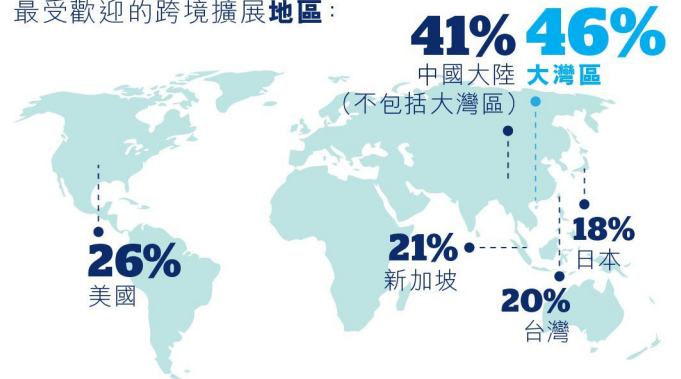 最受歡迎的跨境擴展地區：
41%
中國大陸
（不包括大灣區）
46%
大灣區
26%
美國
21%
新加坡
18%
日本
20%
台灣